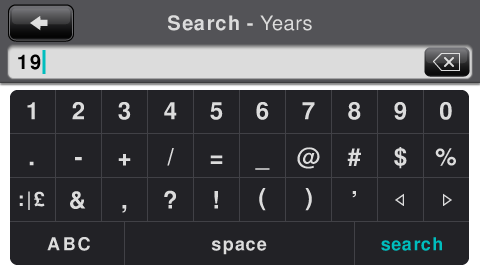 Search - Years
19
1 2 3 4 5 6 7 8 9 0
. - + / = _ @ # $ %
:|£ & , ? ! ( ) ’
ABC space search